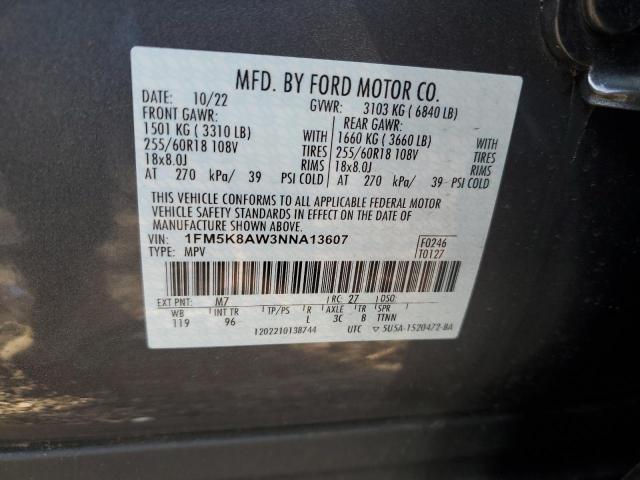 MFD. BY FORD MOTOR CO.
DATE: 10/22 GVWR: 3103 KG ( 6840 LB)
FRONT GAWR: REAR GAWR:
1501 KG ( 3310 LB) WITH 1660 KG ( 3660 LB) WITH
255/60R18 108V TIRES 255/60R18 108V TIRES
18x8.0J RIMS 18x8.0J RIMS
AT 270 kPa/ 39 PSI COLD AT 270 kPa/ 39 PSI COLD
THIS VEHICLE CONFORMS TO ALL APPLICABLE FEDERAL MOTOR
VEHICLE SAFETY STANDARDS IN EFFECT ON THE DATE OF
MANUFACTURE SHOWN ABOVE.
VIN: 1FM5K8AW3NNA13607 F0246
TYPE: MPV T0127
EXT PNT: M7 RC: 27 DSO:
WB INT TR TP/PS R AXLE TR SPR
119 96 L 3C B TTNN
1202210138744 UTC 5U5A-1520472-BA